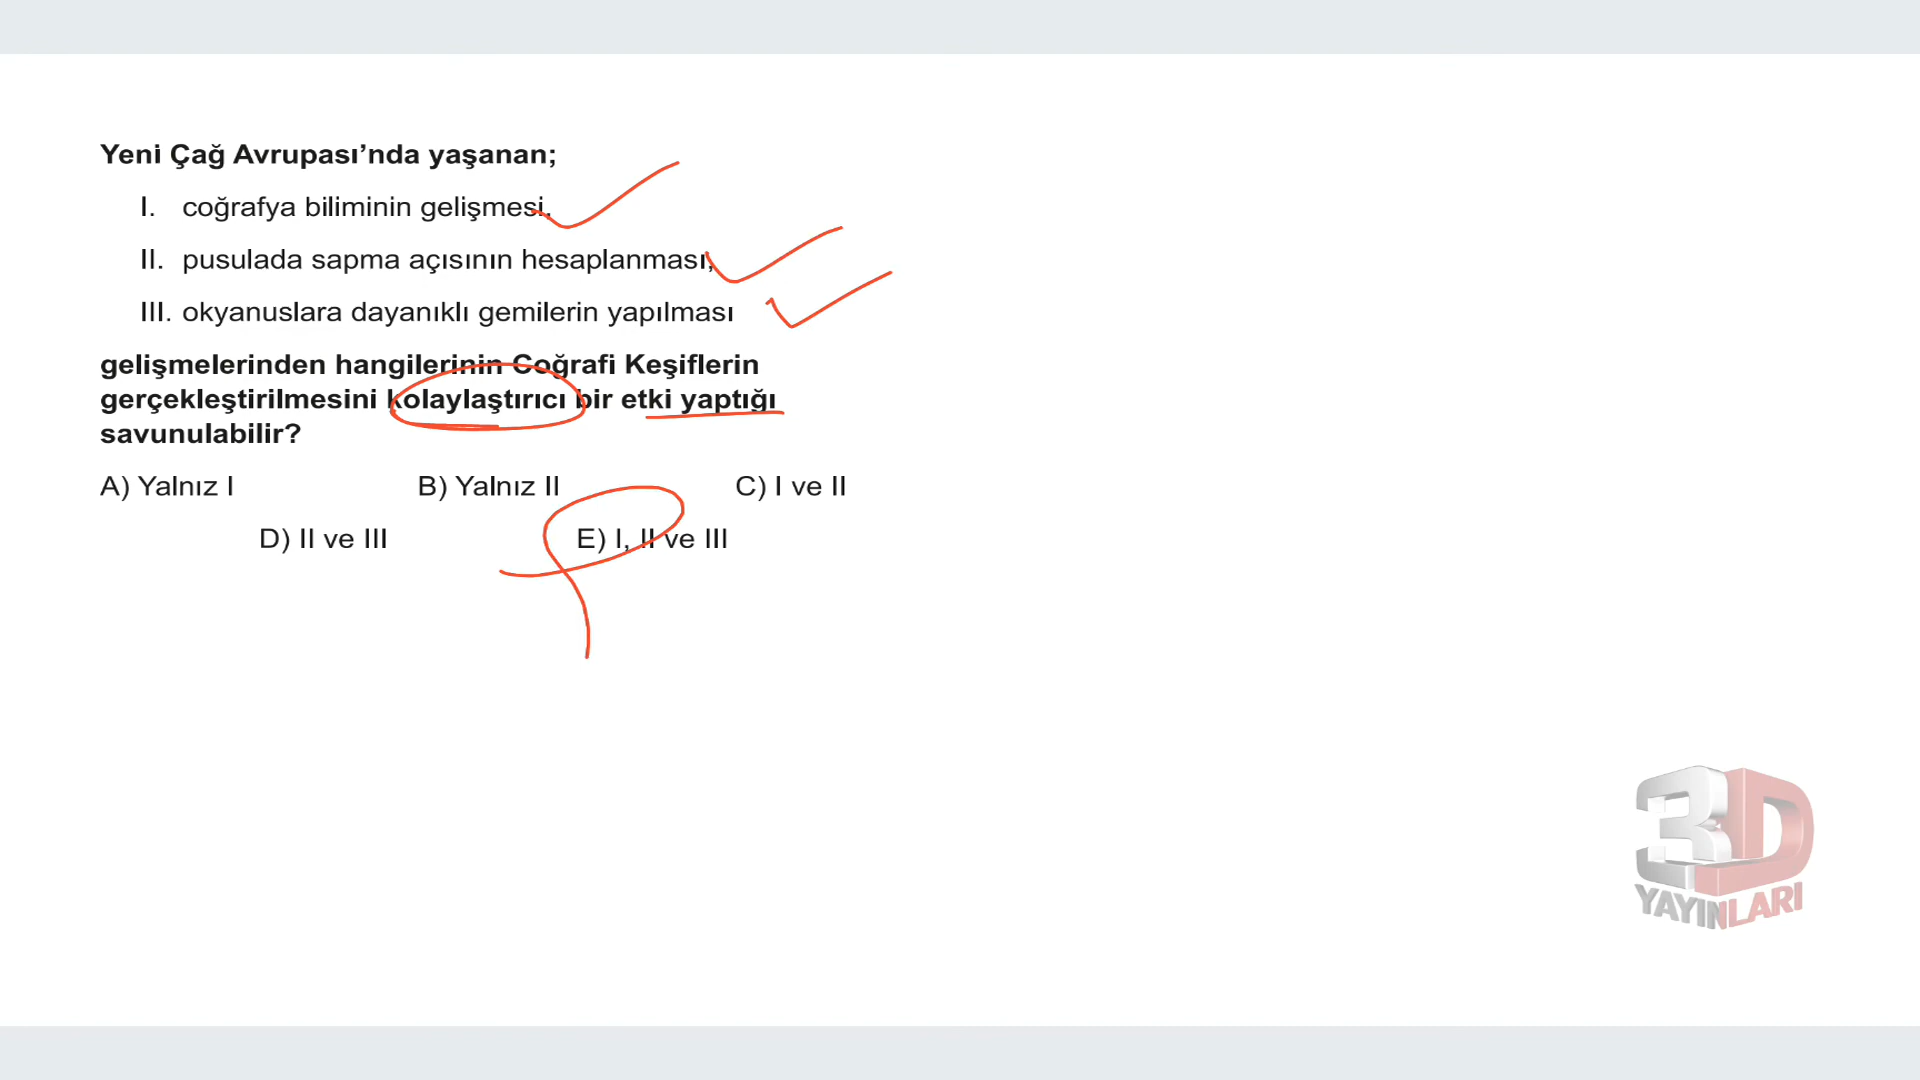 Yeni Çağ Avrupası’nda yaşanan;
I. coğrafya biliminin gelişmesi,
II. pusulada sapma açısının hesaplanması,
III. okyanuslara dayanıklı gemilerin yapılması
gelişmelerinden hangilerinin Coğrafi Keşiflerin
gerçekleştirilmesini kolaylaştırıcı bir etki yaptığı
savunulabilir?
A) Yalnız I B) Yalnız II C) I ve II
D) II ve III E) I, II ve III
3D
YAYINLARI